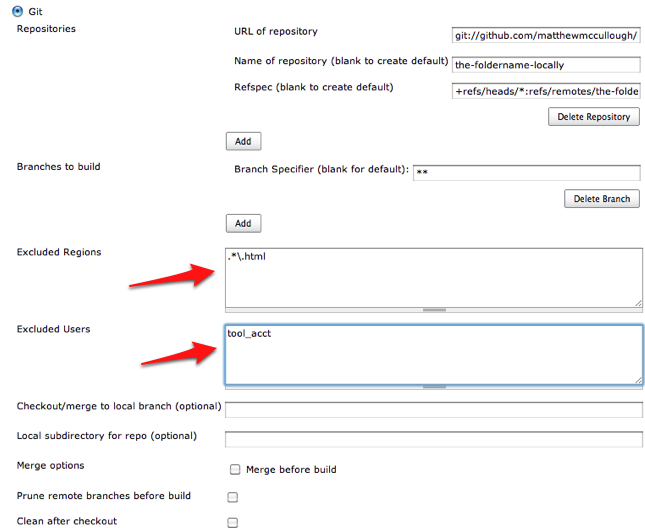 Git
Repositories
URL of repository
git://github.com/matthewmccullough/
Name of repository (blank to create default)
the-foldername-locally
Refspec (blank to create default)
+refs/heads/*:refs/remotes/the-folde
Delete Repository
Add
Branches to build
Branch Specifier (blank for default):
**
Delete Branch
Add
Excluded Regions
.*\.html
Excluded Users
tool_acct
Checkout/merge to local branch (optional)
Local subdirectory for repo (optional)
Merge options
Merge before build
Prune remote branches before build
Clean after checkout